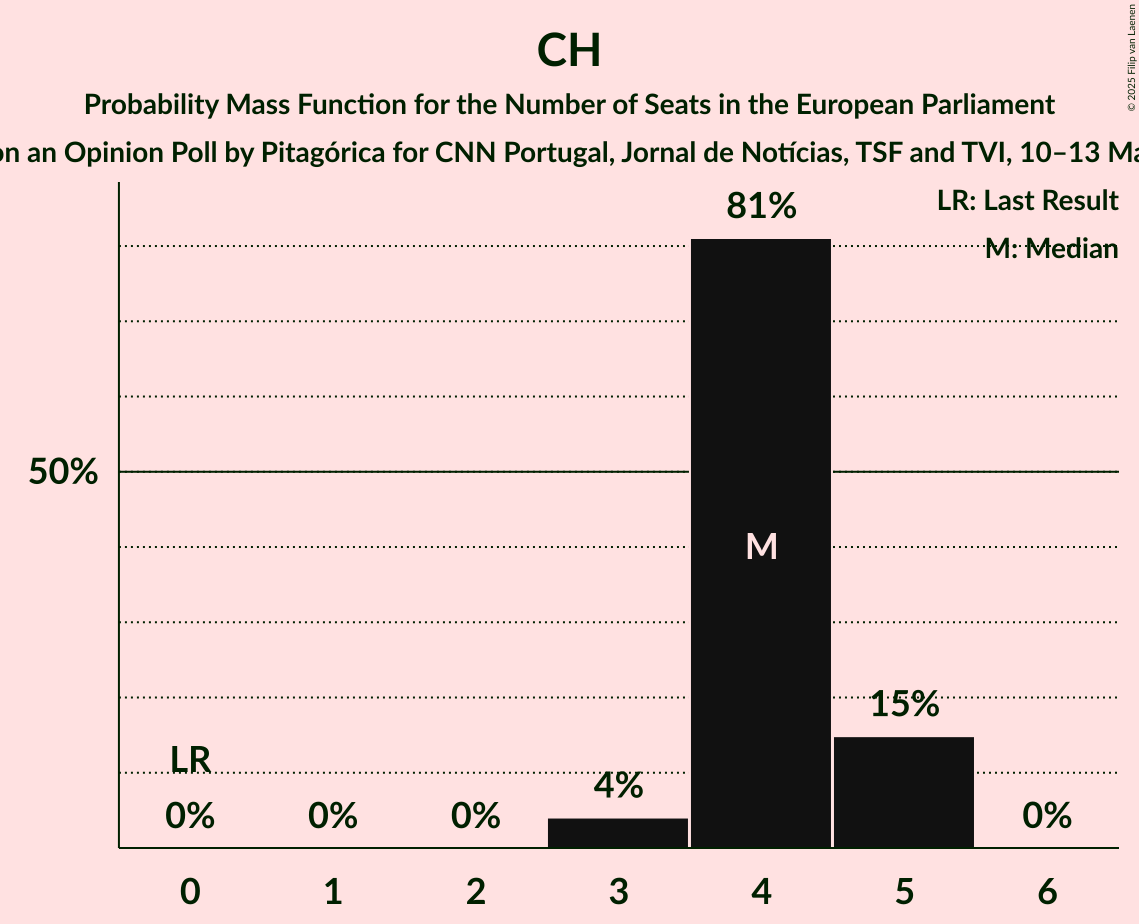 CH
Probability Mass Function for the Number of Seats in the European Parliament
on an Opinion Poll by Pitagórica for CNN Portugal, Jornal de Notícias, TSF and TVI, 10–13 Ma
© 2025 Filip van Laenen
LR: Last Result
M: Median
81%
50%
M
15%
LR
4%
0%
0%
0%
0%
0
1
2
3
4
5
6